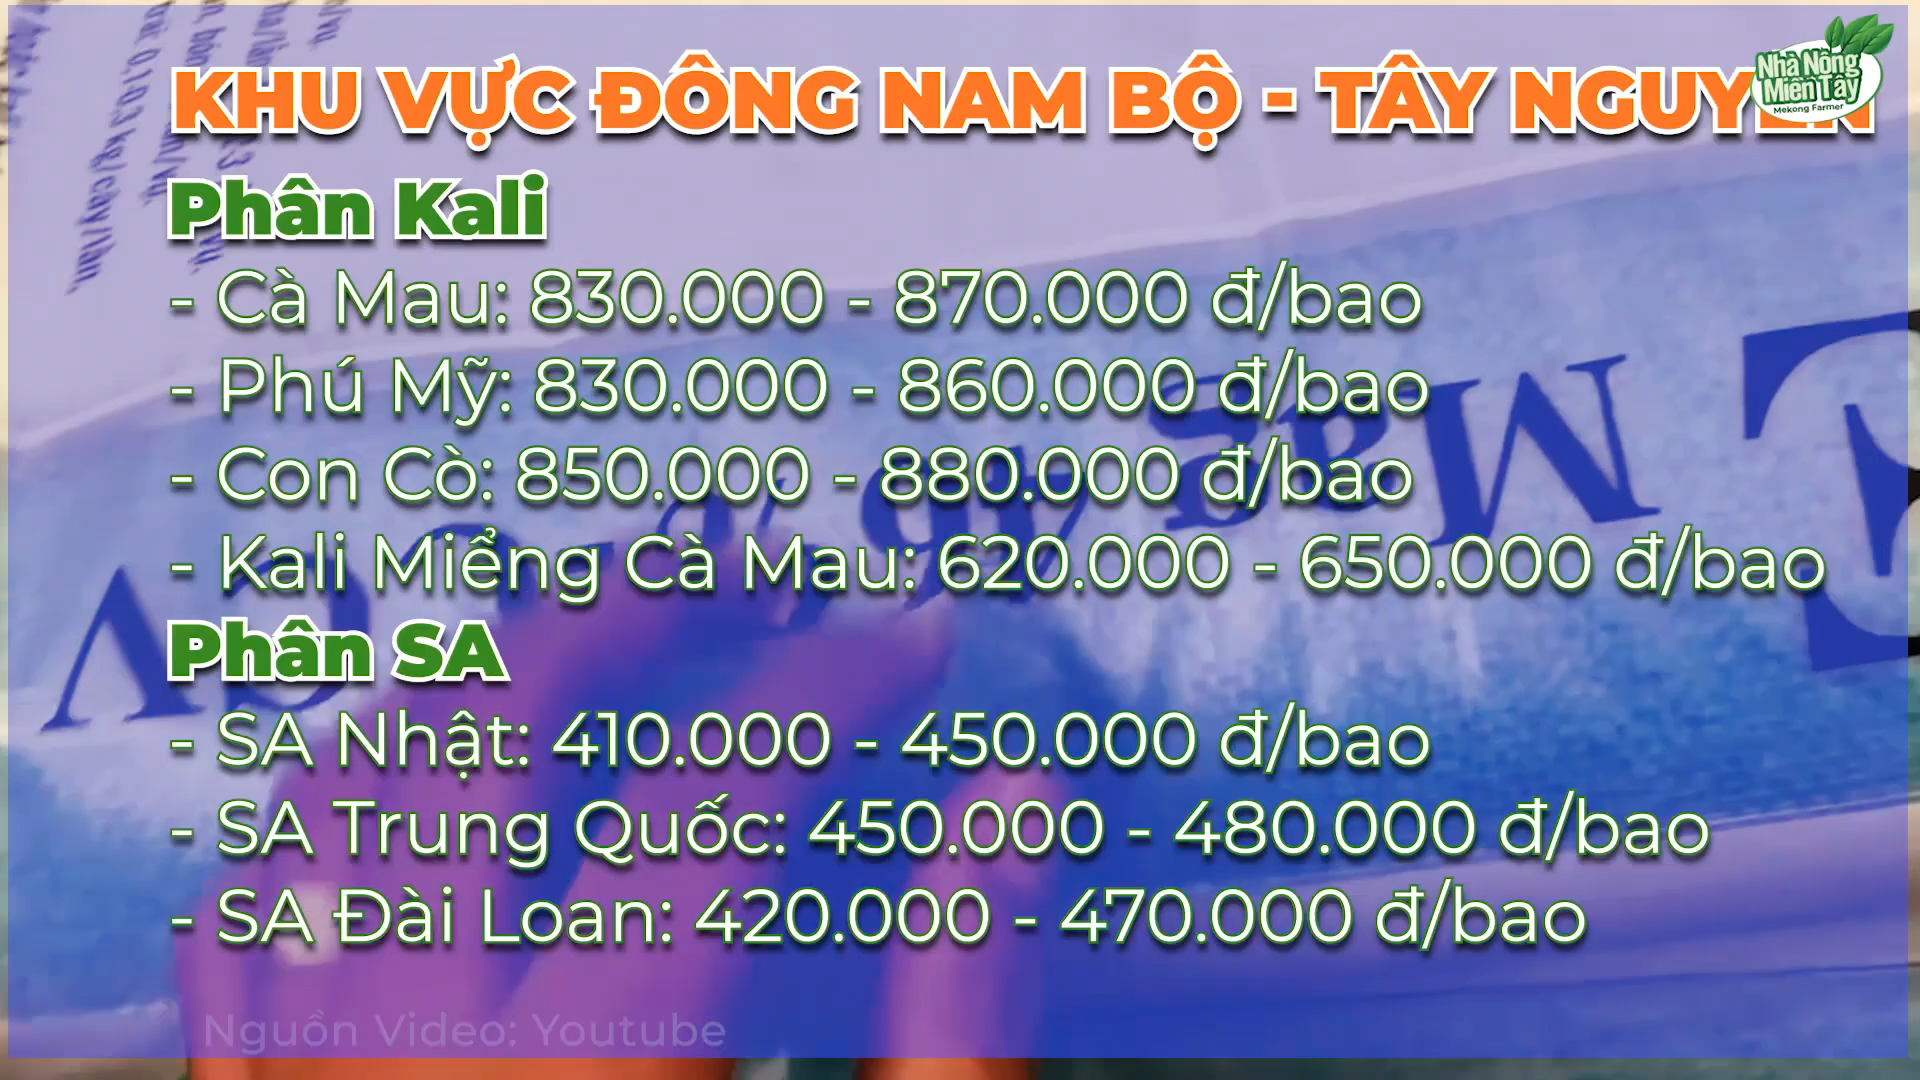 KHU VỰC ĐÔNG NAM BỘ - TÂY NGUYÊN
Nhà Nông
Miền Tây
Mekong Farmer
Phân Kali
- Cà Mau: 830.000 - 870.000 đ/bao
- Phú Mỹ: 830.000 - 860.000 đ/bao
- Con Cò: 850.000 - 880.000 đ/bao
- Kali Miểng Cà Mau: 620.000 - 650.000 đ/bao
Phân SA
- SA Nhật: 410.000 - 450.000 đ/bao
- SA Trung Quốc: 450.000 - 480.000 đ/bao
- SA Đài Loan: 420.000 - 470.000 đ/bao
Nguồn Video: Youtube